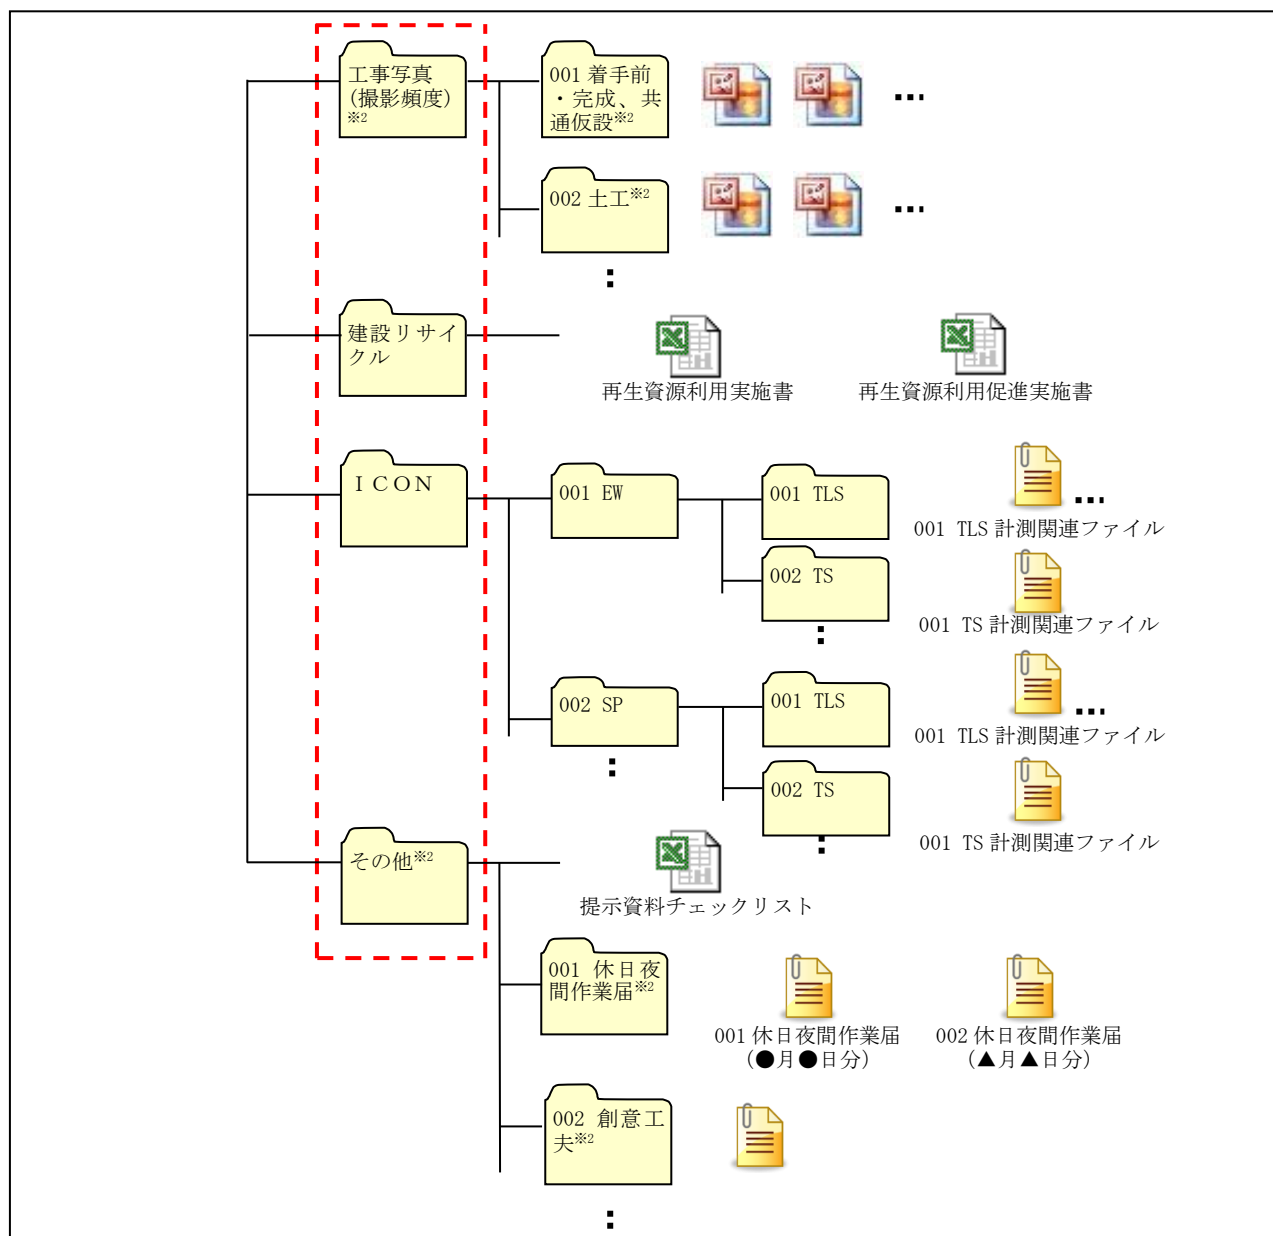 工事写真
(撮影頻度)
※2
001 着手前
・完成、共
通仮設※2
…
002 土工※2
…
:
建設リサイ
クル
再生資源利用実施書
再生資源利用促進実施書
ＩＣＯＮ
001 EW
001 TLS
…
001 TLS 計測関連ファイル
002 TS
001 TS 計測関連ファイル
:
002 SP
001 TLS
…
001 TLS 計測関連ファイル
:
002 TS
001 TS 計測関連ファイル
:
その他※2
提示資料チェックリスト
001 休日夜
間作業届※2
001 休日夜間作業届
(●月●日分)
002 休日夜間作業届
(▲月▲日分)
002 創意工
夫※2
: